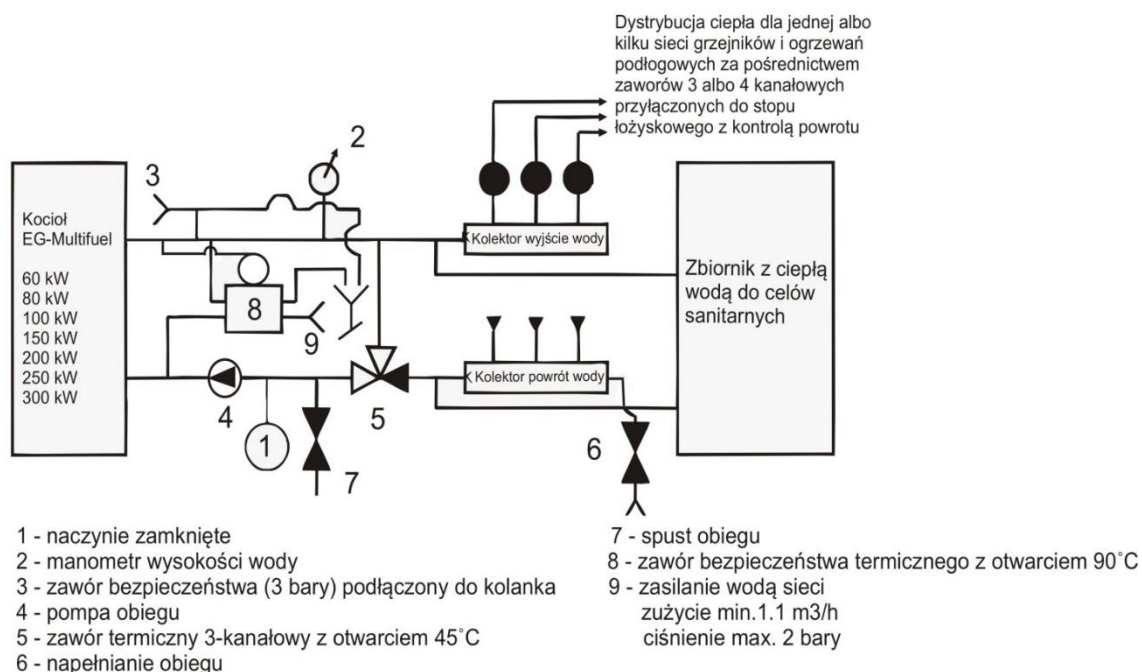 Dystrybucja ciepła dla jednej albo
kilku sieci grzejników i ogrzewań
podłogowych za pośrednictwem
zaworów 3 albo 4 kanałowych
przyłączonych do stopu
łożyskowego z kontrolą powrotu
2
3
Kocioł
EG-Multifuel
60 kW
80 kW
100 kW
150 kW
200 kW
250 kW
300 kW
Kolektor wyjście wody
Zbiornik z ciepłą
wodą do celów
sanitarnych
8
9
Kolektor powrót wody
4
5
1
6
7
1 - naczynie zamknięte
2 - manometr wysokości wody
3 - zawór bezpieczeństwa (3 bary) podłączony do kolanka
4 - pompa obiegu
5 - zawór termiczny 3-kanałowy z otwarciem 45°C
6 - napełnianie obiegu
7 - spust obiegu
8 - zawór bezpieczeństwa termicznego z otwarciem 90°C
9 - zasilanie wodą sieci
zużycie min.1.1 m3/h
ciśnienie max. 2 bary